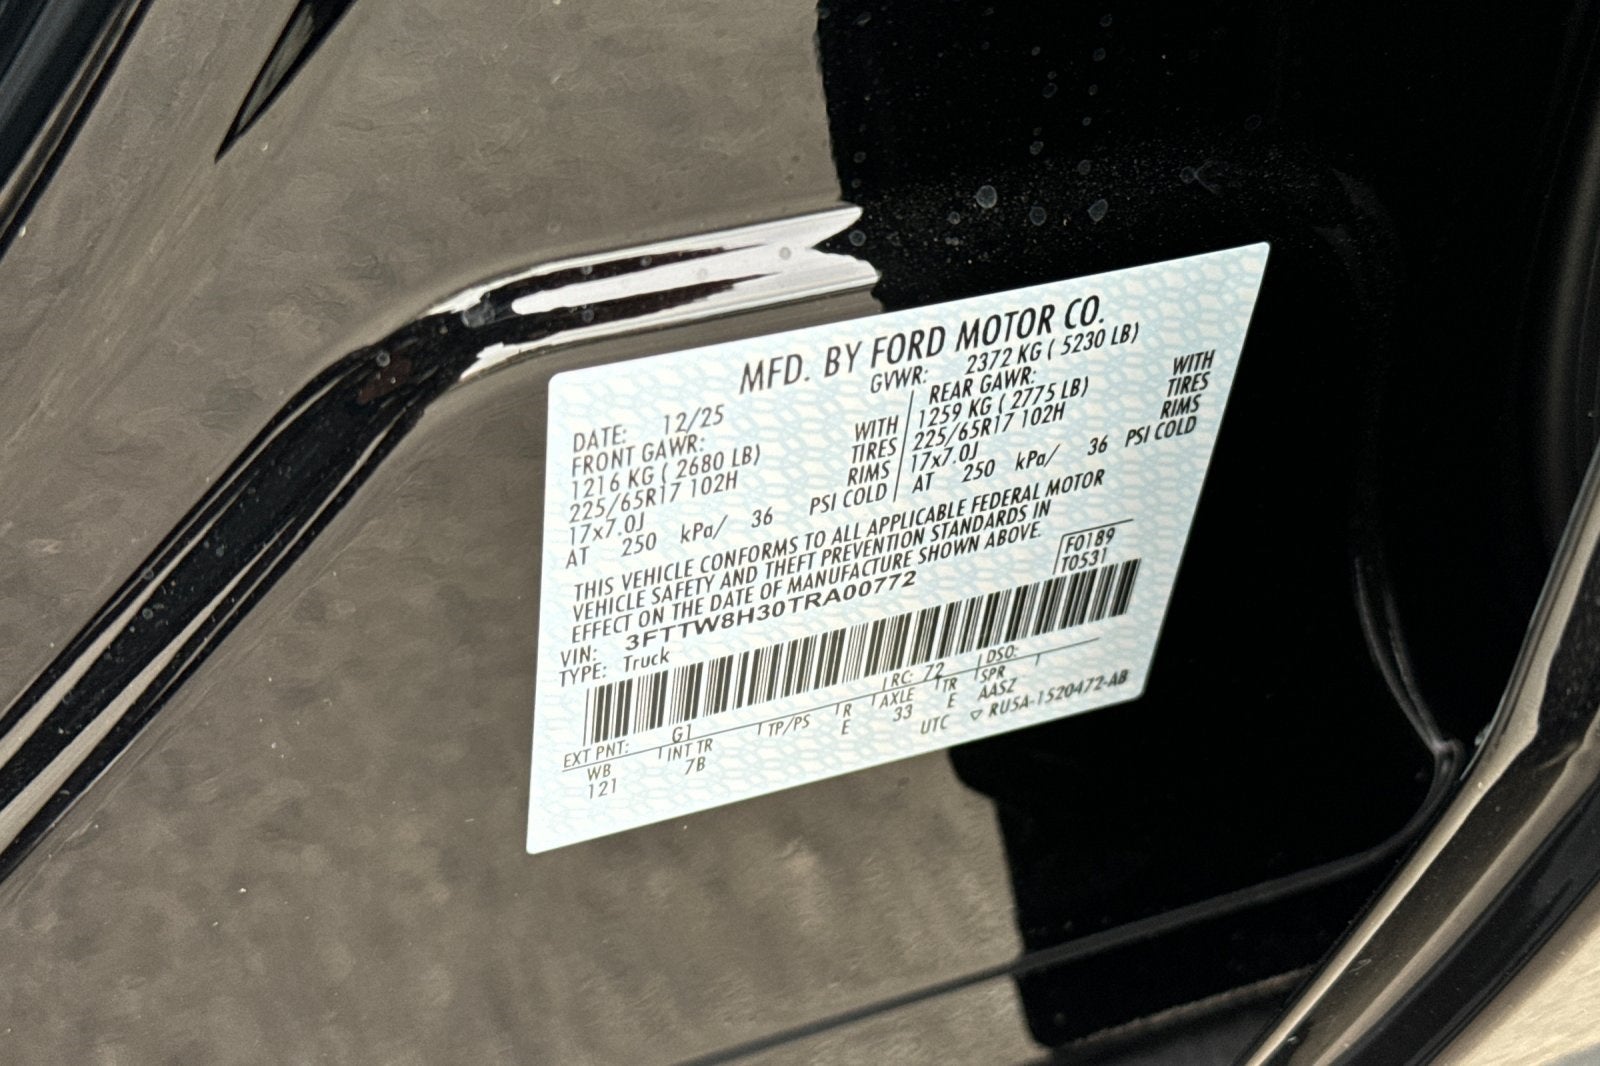 MFD. BY FORD MOTOR CO.
DATE: 12/25 GVWR: 2372 KG ( 5230 LB)
FRONT GAWR: REAR GAWR:
1216 KG ( 2680 LB) WITH 1259 KG ( 2775 LB) WITH
225/65R17 102H TIRES 225/65R17 102H TIRES
17x7.0J RIMS 17x7.0J RIMS
AT 250 kPa/ 36 PSI COLD AT 250 kPa/ 36 PSI COLD
THIS VEHICLE CONFORMS TO ALL APPLICABLE FEDERAL MOTOR
VEHICLE SAFETY AND THEFT PREVENTION STANDARDS IN
EFFECT ON THE DATE OF MANUFACTURE SHOWN ABOVE.
VIN: 3FTTW8H30TRA00772 F0189
TYPE: Truck T0531
EXT PNT: G1 RC: 72 DSO:
WB INT TR TP/PS R AXLE TR SPR
121 7B E 33 E AASZ
UTC ▽ RU5A-1520472-AB